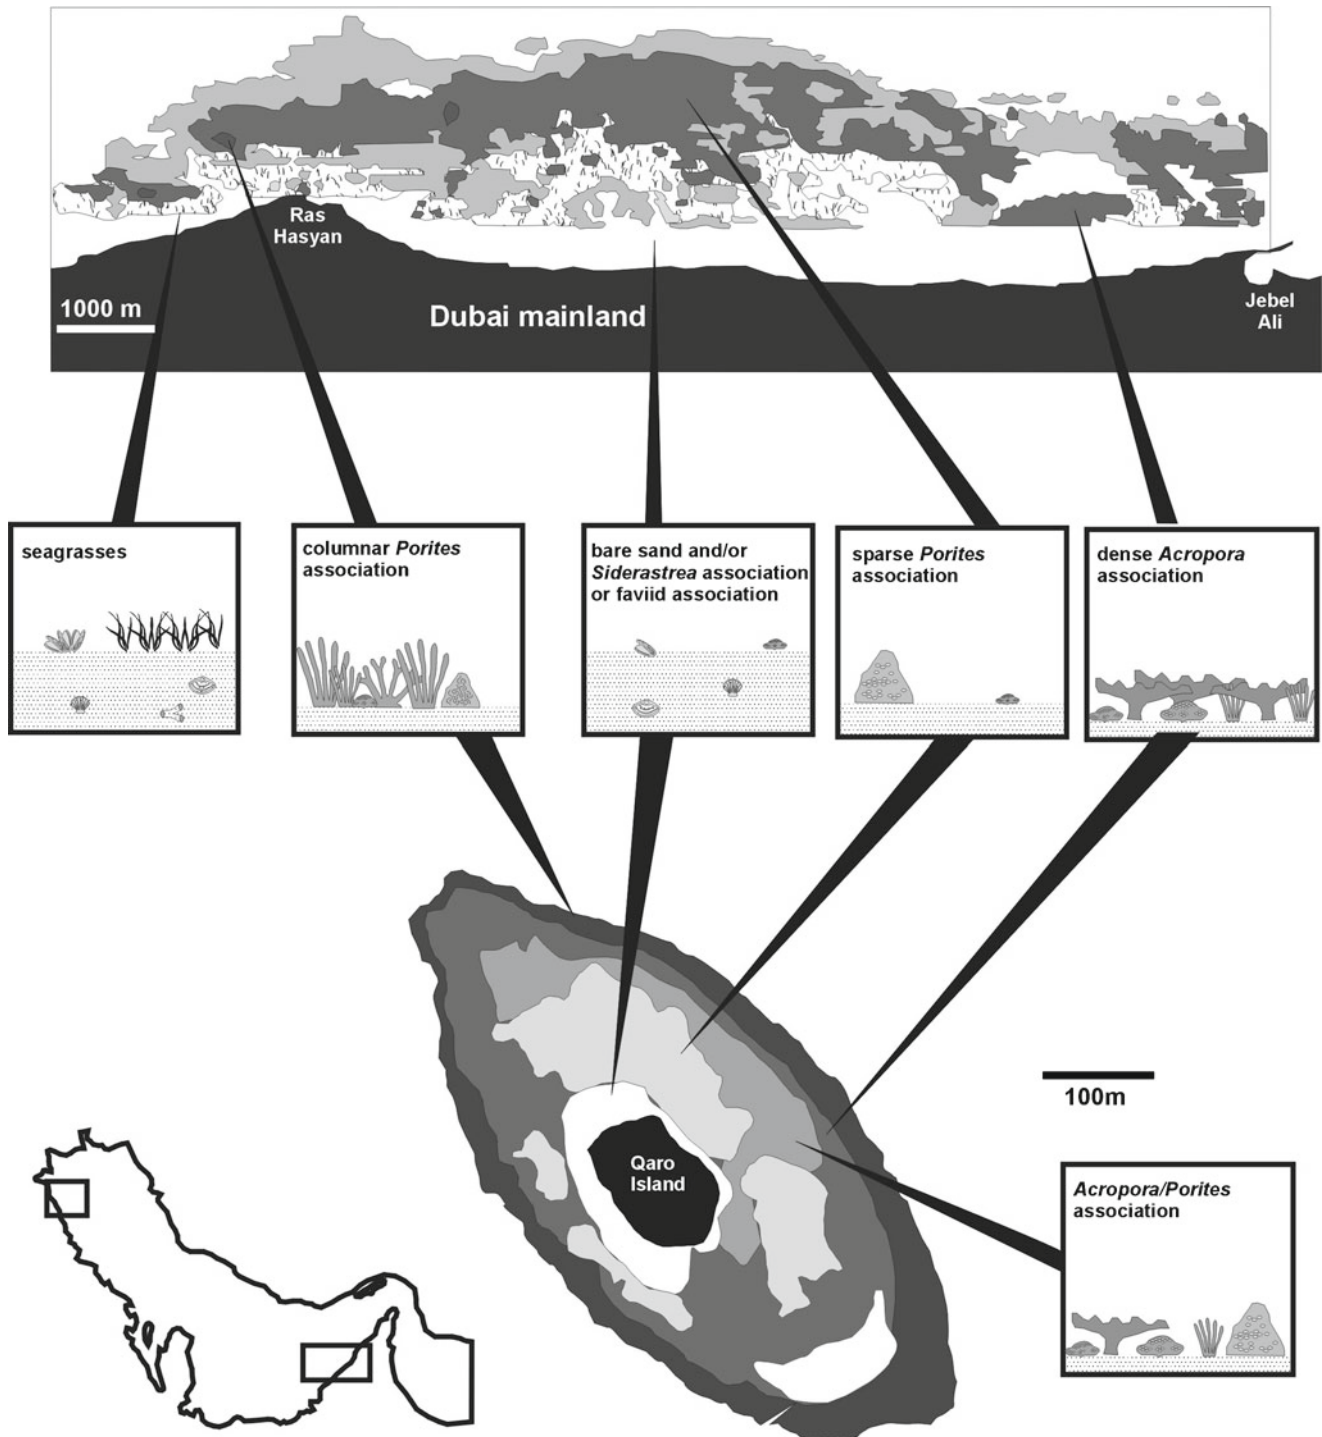 Ras
Hasyan
1000 m
Dubai mainland
Jebel
Ali
seagrasses
columnar Porites
association
bare sand and/or
Siderastrea association
or faviid association
sparse Porites
association
dense Acropora
association
100m
Qaro
Island
Acropora/Porites
association